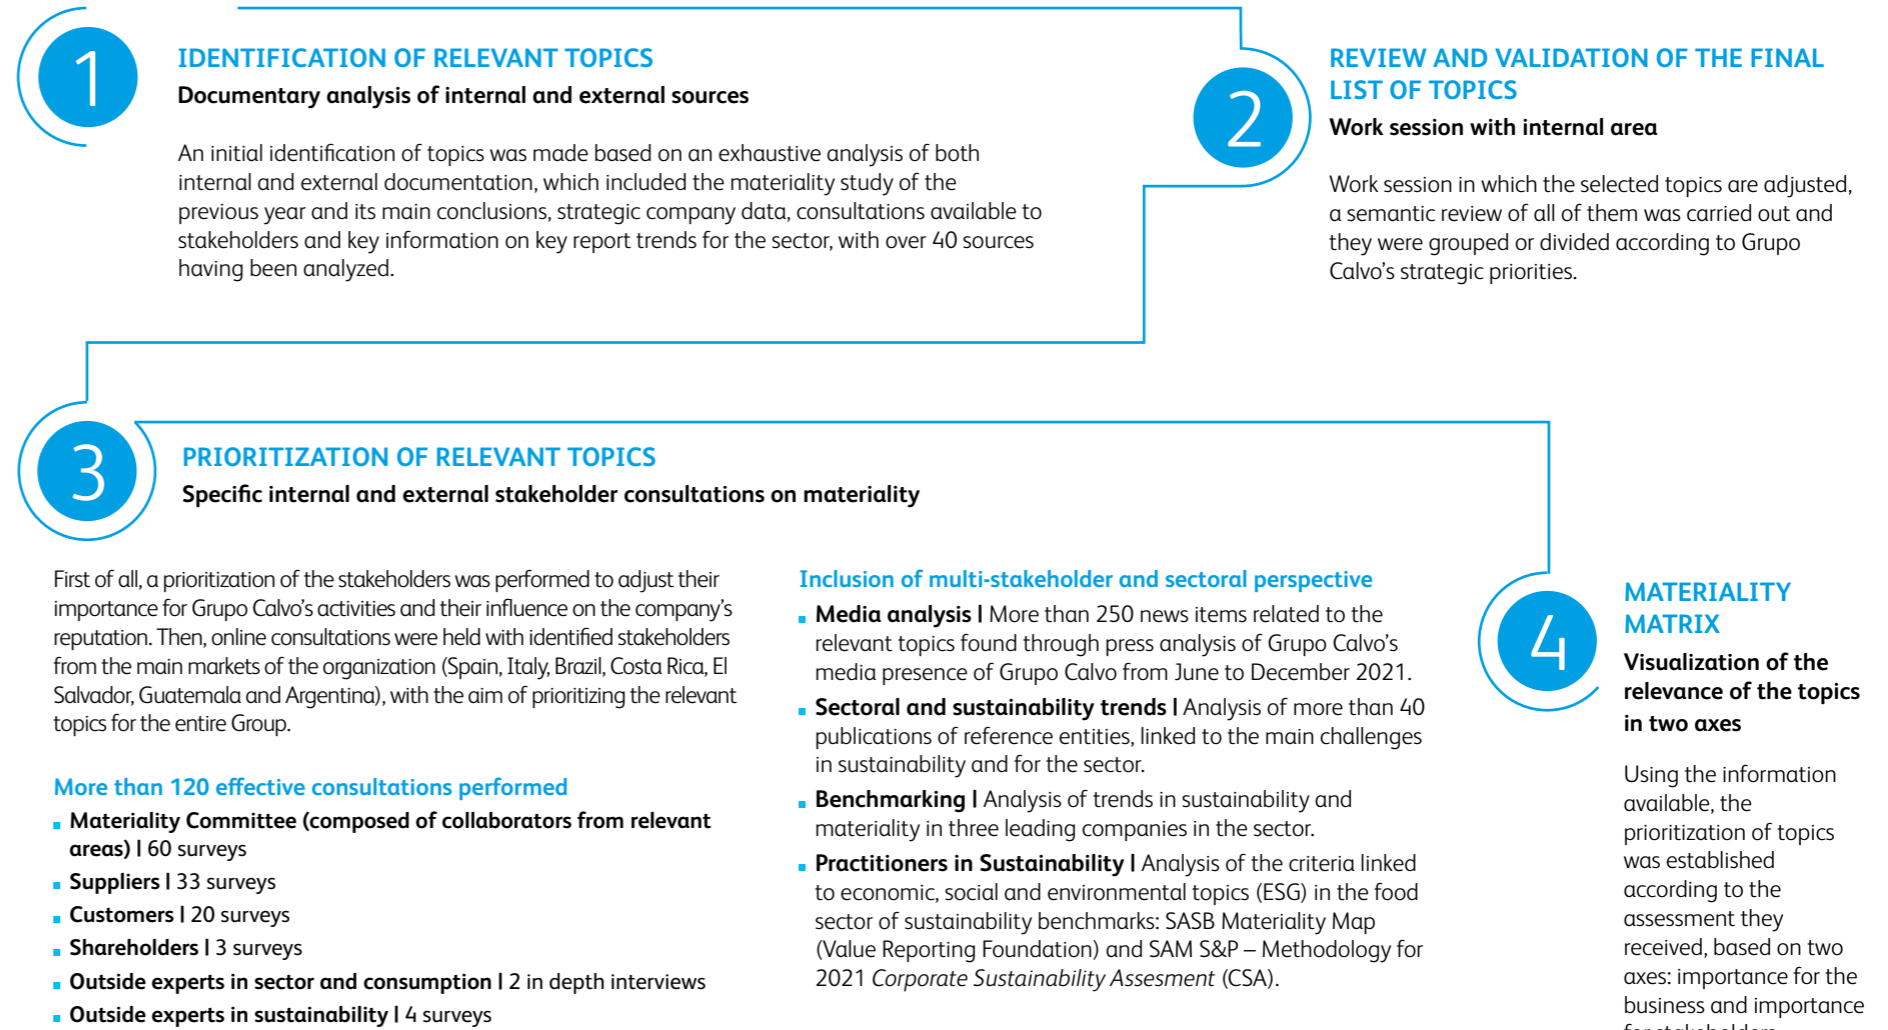 1
IDENTIFICATION OF RELEVANT TOPICS
Documentary analysis of internal and external sources
An initial identification of topics was made based on an exhaustive analysis of both
internal and external documentation, which included the materiality study of the
previous year and its main conclusions, strategic company data, consultations available to
stakeholders and key information on key report trends for the sector, with over 40 sources
having been analyzed.
2
REVIEW AND VALIDATION OF THE FINAL
LIST OF TOPICS
Work session with internal area
Work session in which the selected topics are adjusted,
a semantic review of all of them was carried out and
they were grouped or divided according to Grupo
Calvo's strategic priorities.
3
PRIORITIZATION OF RELEVANT TOPICS
Specific internal and external stakeholder consultations on materiality
First of all, a prioritization of the stakeholders was performed to adjust their
importance for Grupo Calvo's activities and their influence on the company's
reputation. Then, online consultations were held with identified stakeholders
from the main markets of the organization (Spain, Italy, Brazil, Costa Rica, El
Salvador, Guatemala and Argentina), with the aim of prioritizing the relevant
topics for the entire Group.
More than 120 effective consultations performed
Materiality Committee (composed of collaborators from relevant
areas) | 60 surveys
Suppliers | 33 surveys
Customers | 20 surveys
Shareholders | 3 surveys
Outside experts in sector and consumption | 2 in depth interviews
Outside experts in sustainability | 4 surveys
Inclusion of multi-stakeholder and sectoral perspective
Media analysis | More than 250 news items related to the
relevant topics found through press analysis of Grupo Calvo's
media presence of Grupo Calvo from June to December 2021.
Sectoral and sustainability trends | Analysis of more than 40
publications of reference entities, linked to the main challenges
in sustainability and for the sector.
Benchmarking | Analysis of trends in sustainability and
materiality in three leading companies in the sector.
Practitioners in Sustainability | Analysis of the criteria linked
to economic, social and environmental topics (ESG) in the food
sector of sustainability benchmarks: SASB Materiality Map
(Value Reporting Foundation) and SAM S&P – Methodology for
2021 Corporate Sustainability Assesment (CSA).
4
MATERIALITY
MATRIX
Visualization of the
relevance of the topics
in two axes
Using the information
available, the
prioritization of topics
was established
according to the
assessment they
received, based on two
axes: importance for the
business and importance